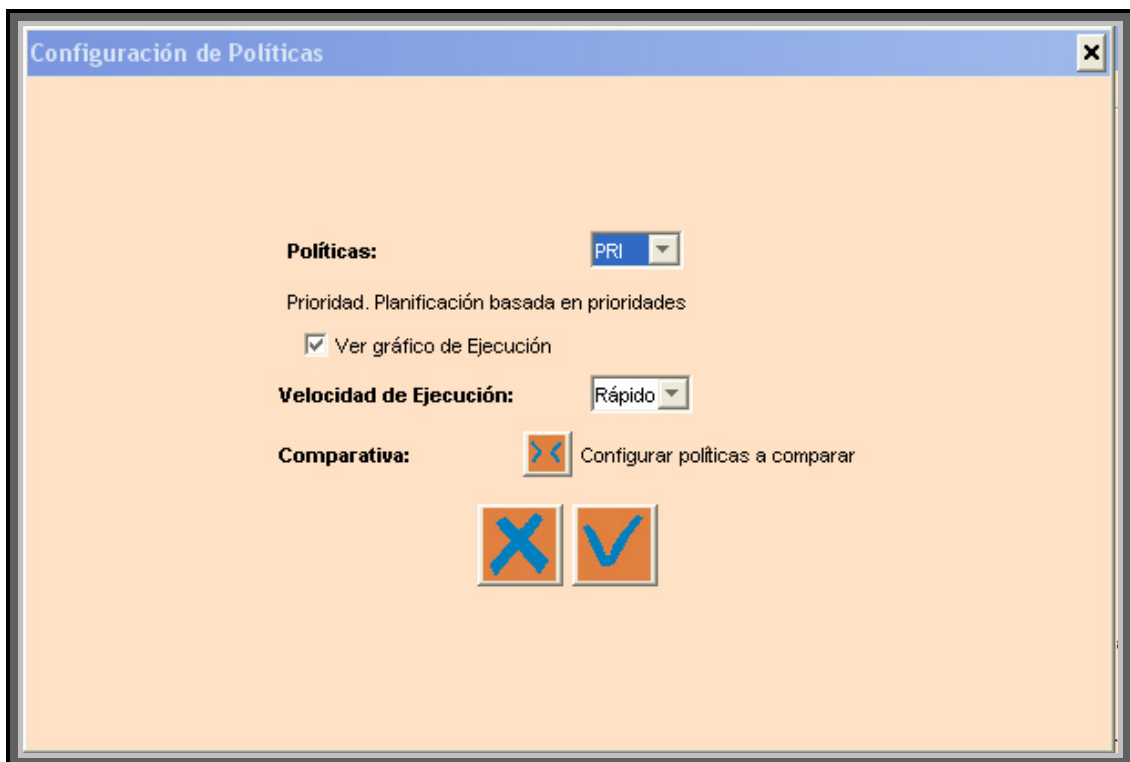 Configuración de Políticas
Políticas: PRI
Prioridad. Planificación basada en prioridades
Ver gráfico de Ejecución
Velocidad de Ejecución: Rápido
Comparativa: Configurar políticas a comparar